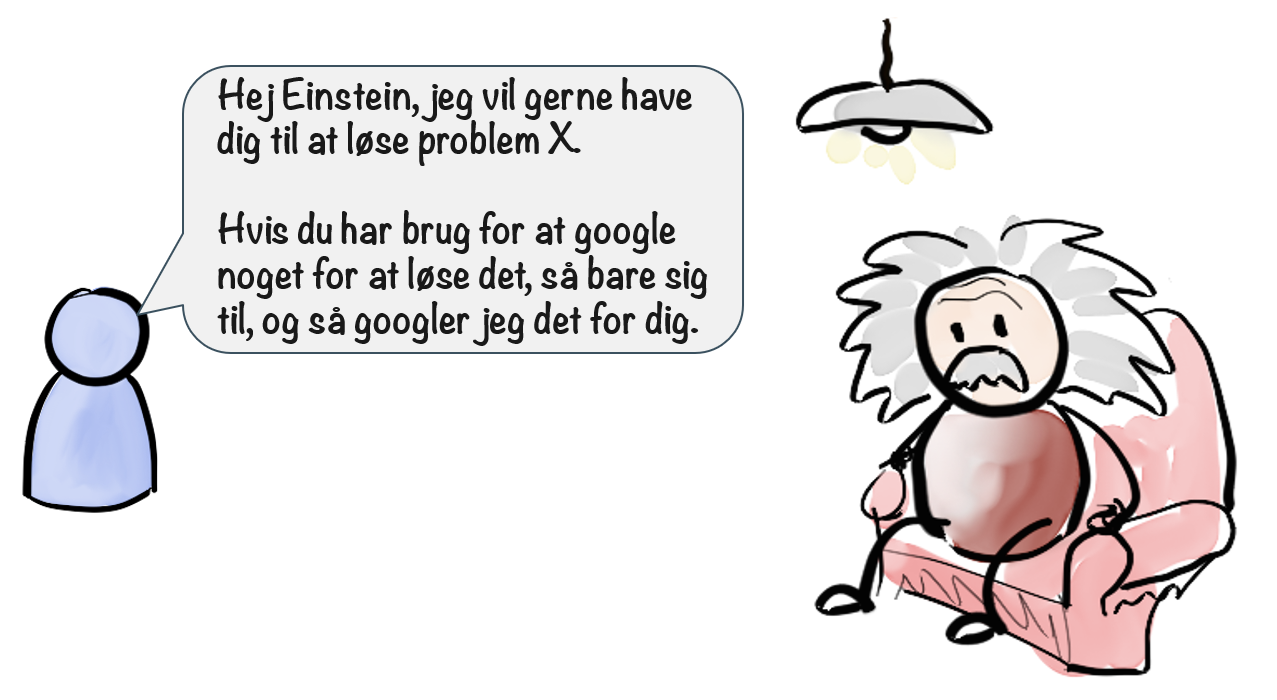 Hej Einstein, jeg vil gerne have
dig til at løse problem X.
Hvis du har brug for at google
noget for at løse det, så bare sig
til, og så googler jeg det for dig.